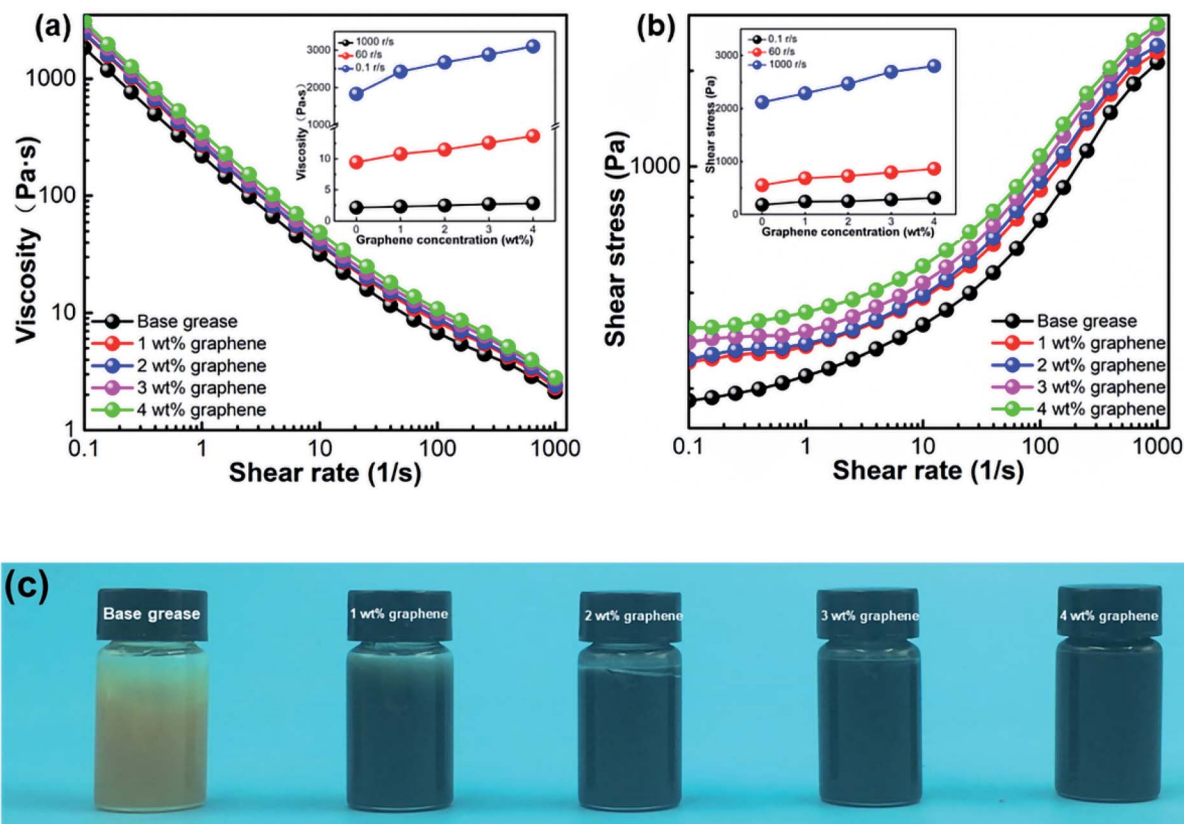 (a)
Viscosity （Pa·s）
1000
100
10
1
0.1 1 10 100 1000
Shear rate (1/s)
Base grease
1 wt% graphene
2 wt% graphene
3 wt% graphene
4 wt% graphene
1000 r/s
60 r/s
0.1 r/s
Viscosity （Pa•s）
3000
2000
1000
10
5
0
0 1 2 3 4
Graphene concentration (wt%)
(b)
Shear stress (Pa)
1000
0.1 1 10 100 1000
Shear rate (1/s)
Base grease
1 wt% graphene
2 wt% graphene
3 wt% graphene
4 wt% graphene
0.1 r/s
60 r/s
1000 r/s
Shear stress (Pa)
3000
2000
1000
0
0 1 2 3 4
Graphene concentration (wt%)
(c)
Base grease
1 wt% graphene
2 wt% graphene
3 wt% graphene
4 wt% graphene